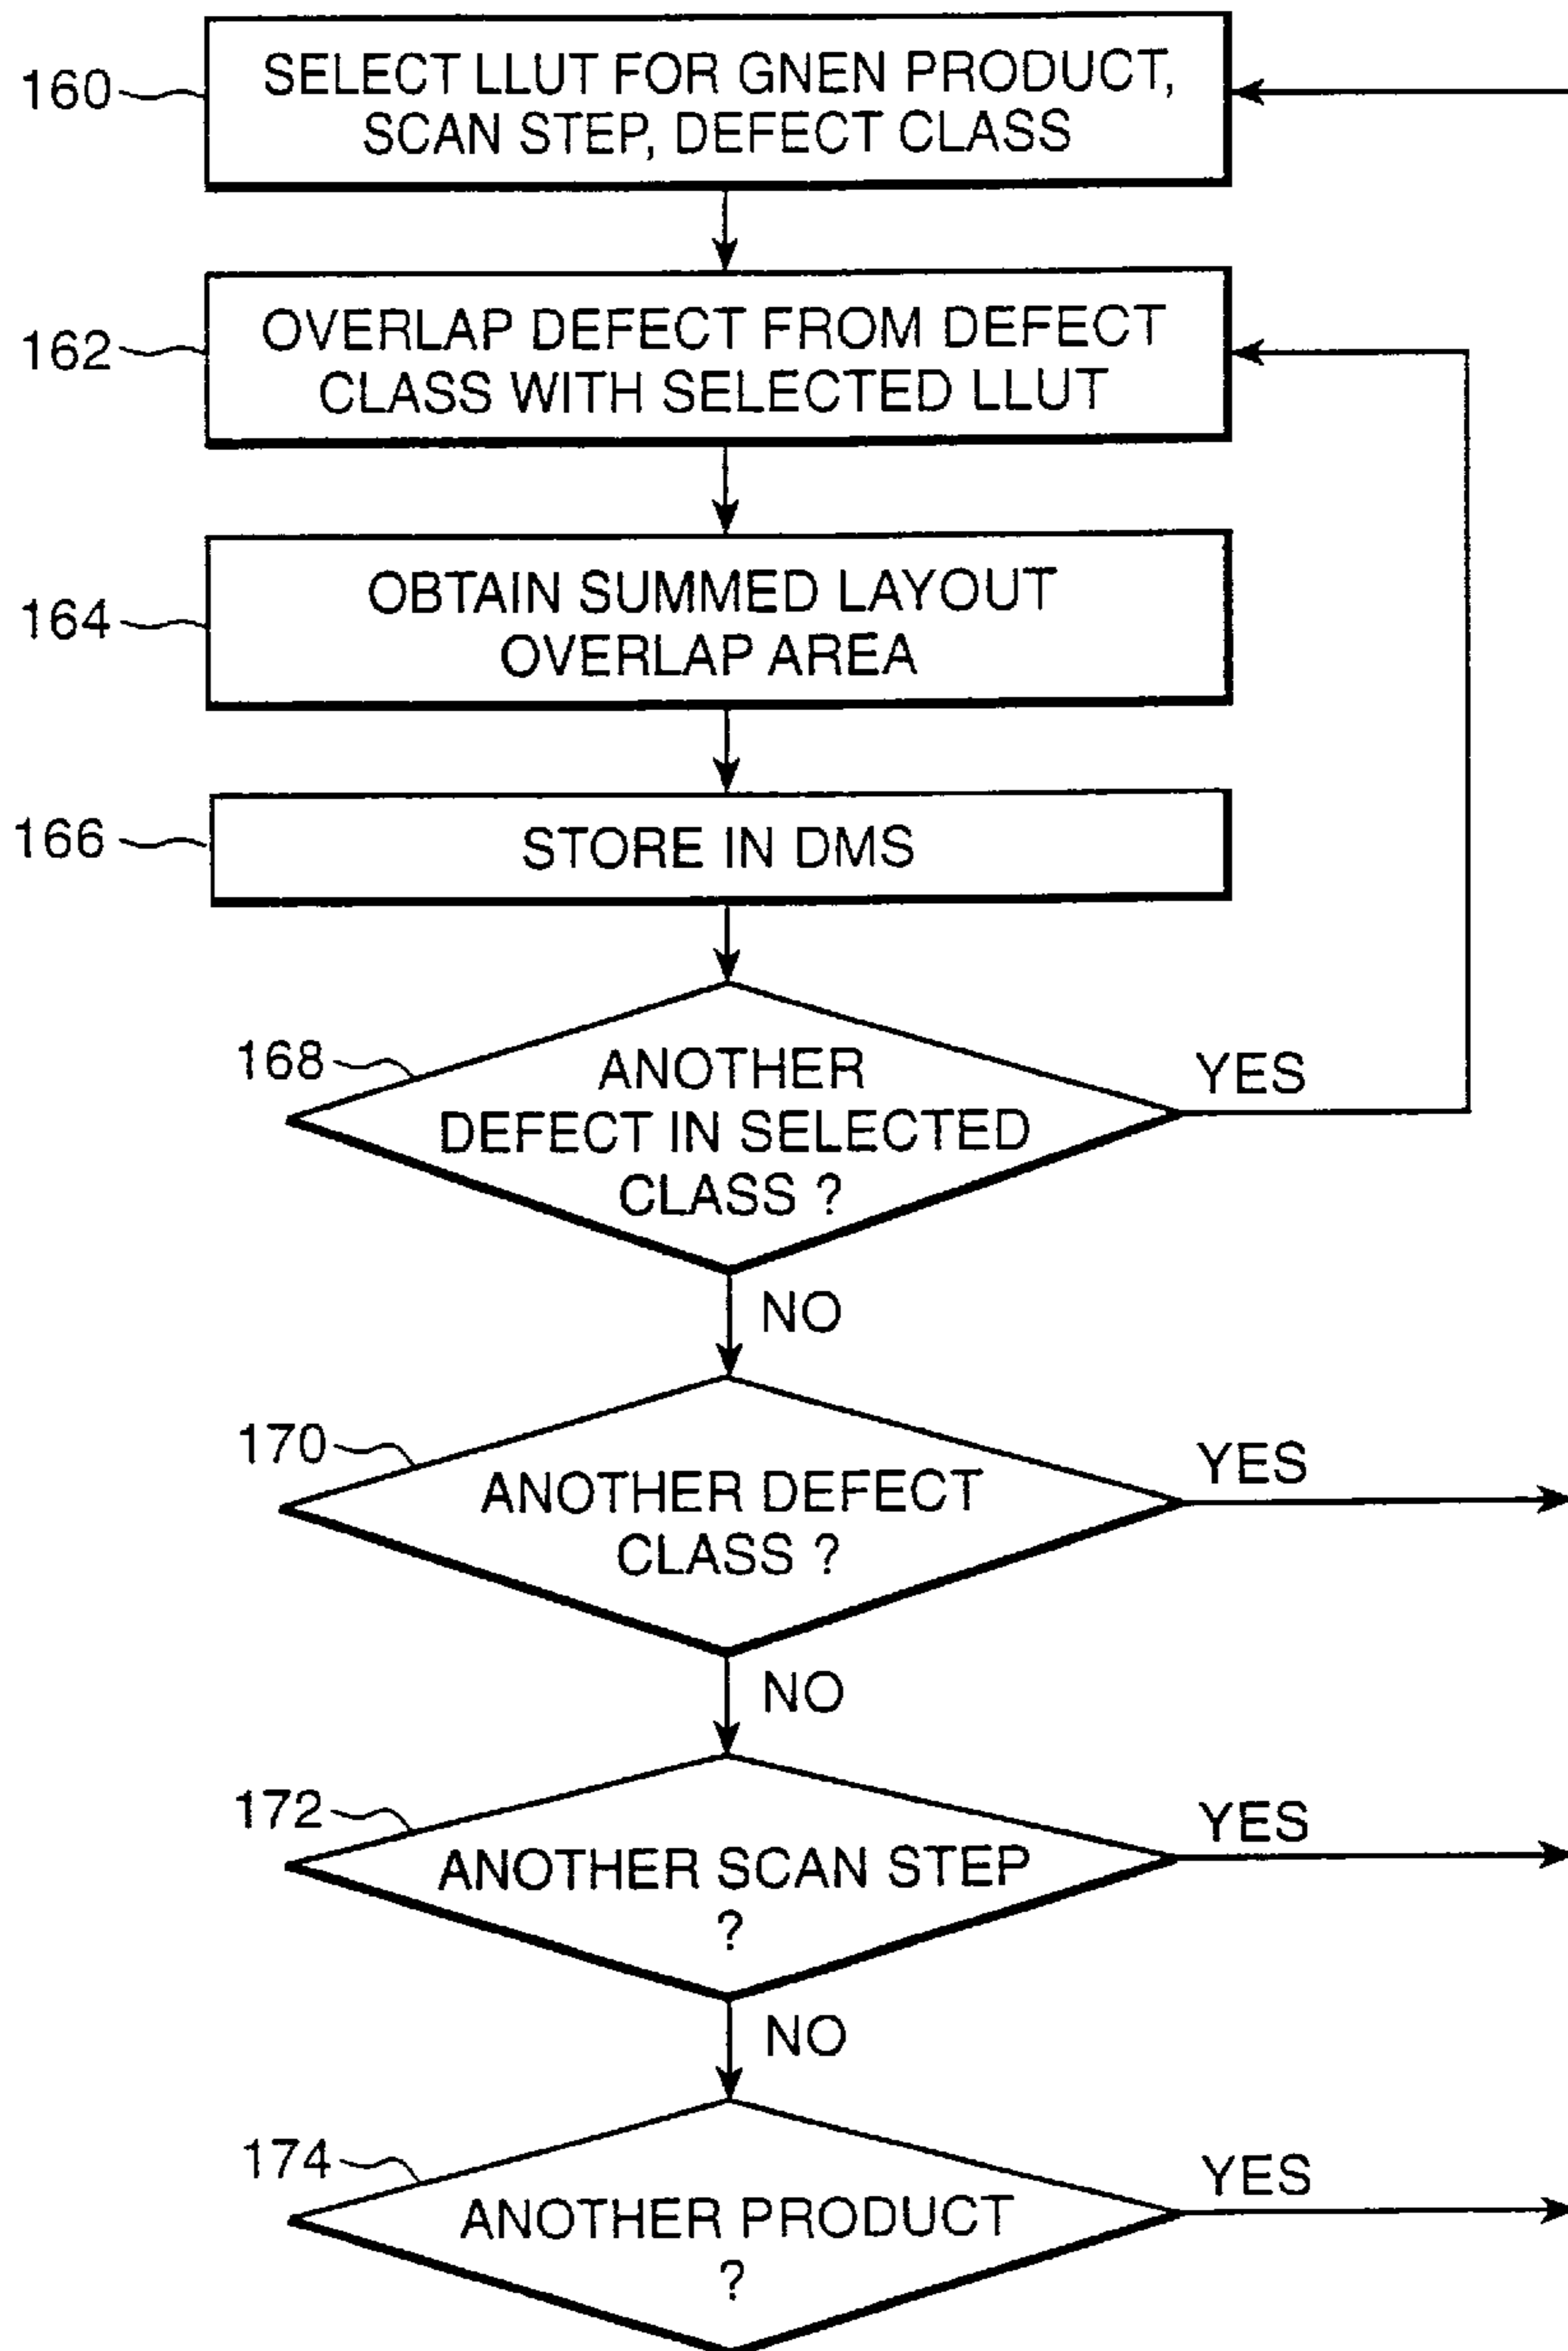 160
SELECT LLUT FOR GNEN PRODUCT,
SCAN STEP, DEFECT CLASS
162
OVERLAP DEFECT FROM DEFECT
CLASS WITH SELECTED LLUT
164
OBTAIN SUMMED LAYOUT
OVERLAP AREA
166
STORE IN DMS
168
ANOTHER
DEFECT IN SELECTED
CLASS ?
YES
NO
170
ANOTHER DEFECT
CLASS ?
YES
NO
172
ANOTHER SCAN STEP
?
YES
NO
174
ANOTHER PRODUCT
?
YES